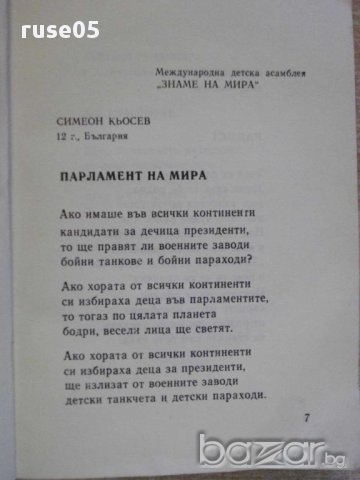 ruse05
Международна детска асамблея
„ЗНАМЕ НА МИРА“
СИМЕОН КЬОСЕВ
12 г., България
ПАРЛАМЕНТ НА МИРА
Ако имаше във всички континенти
кандидати за дечица президенти,
то ще правят ли военните заводи
бойни танкове и бойни параходи?
Ако хората от всички континенти
си избираха деца във парламентите,
то тогаз по цялата планета
бодри, весели лица ще светят.
Ако хората от всички континенти
си избираха деца за президенти,
ще излизат от военните заводи
детски танкчета и детски параходи.
7
bazar.bg